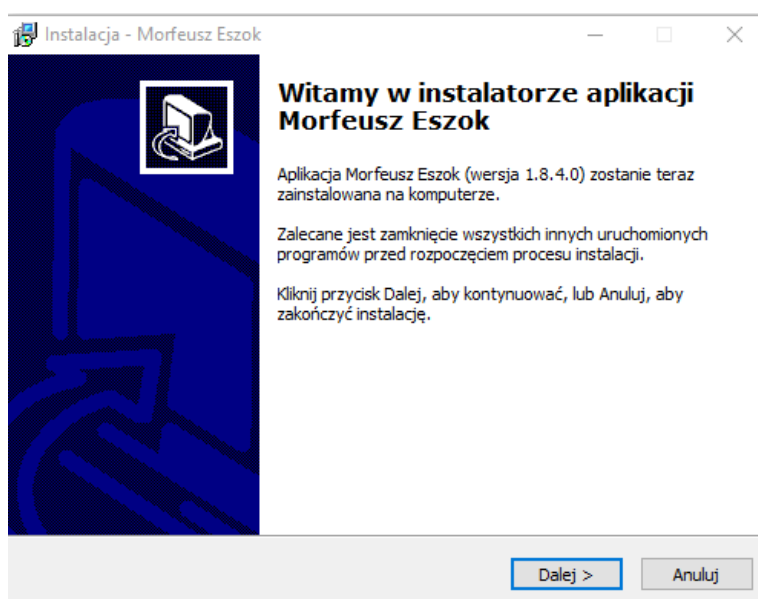 Instalacja - Morfeusz Eszok
Witamy w instalatorze aplikacji
Morfeusz Eszok
Aplikacja Morfeusz Eszok (wersja 1.8.4.0) zostanie teraz
zainstalowana na komputerze.
Zalecane jest zamknięcie wszystkich innych uruchomionych
programów przed rozpoczęciem procesu instalacji.
Kliknij przycisk Dalej, aby kontynuować, lub Anuluj, aby
zakończyć instalację.
Dalej >
Anuluj